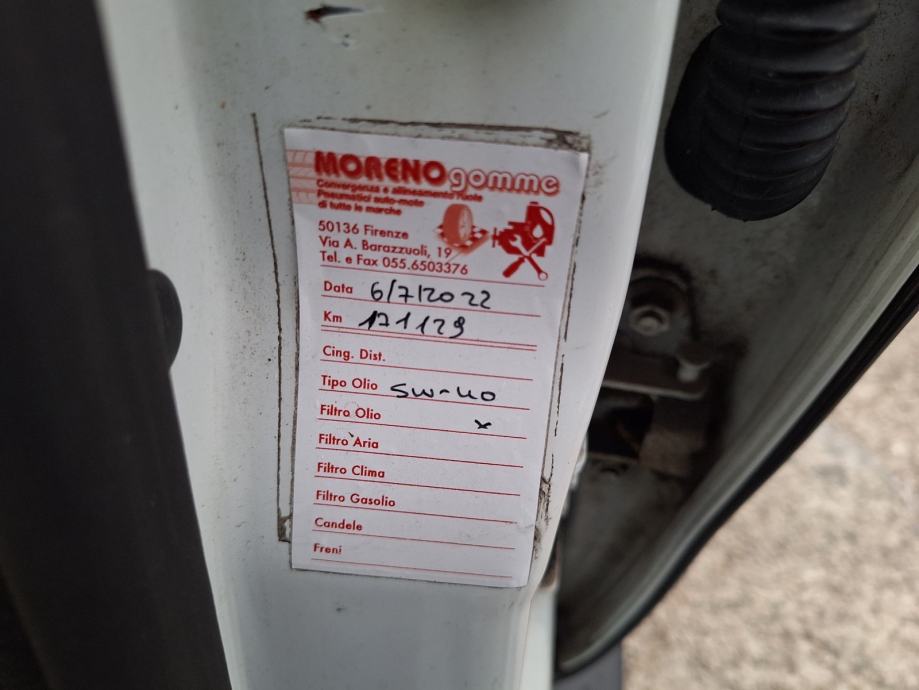 MORENO gomme
Convergenza e allineamento ruote
Pneumatici auto-moto
di tutte le marche
50136 Firenze
Via A. Barazzuoli, 19
Tel. e Fax 055.6503376
Data 6/7/2022
Km 171129
Cing. Dist.
Tipo Olio 5W-40
Filtro Olio x
Filtro Aria
Filtro Clima
Filtro Gasolio
Candele
Freni